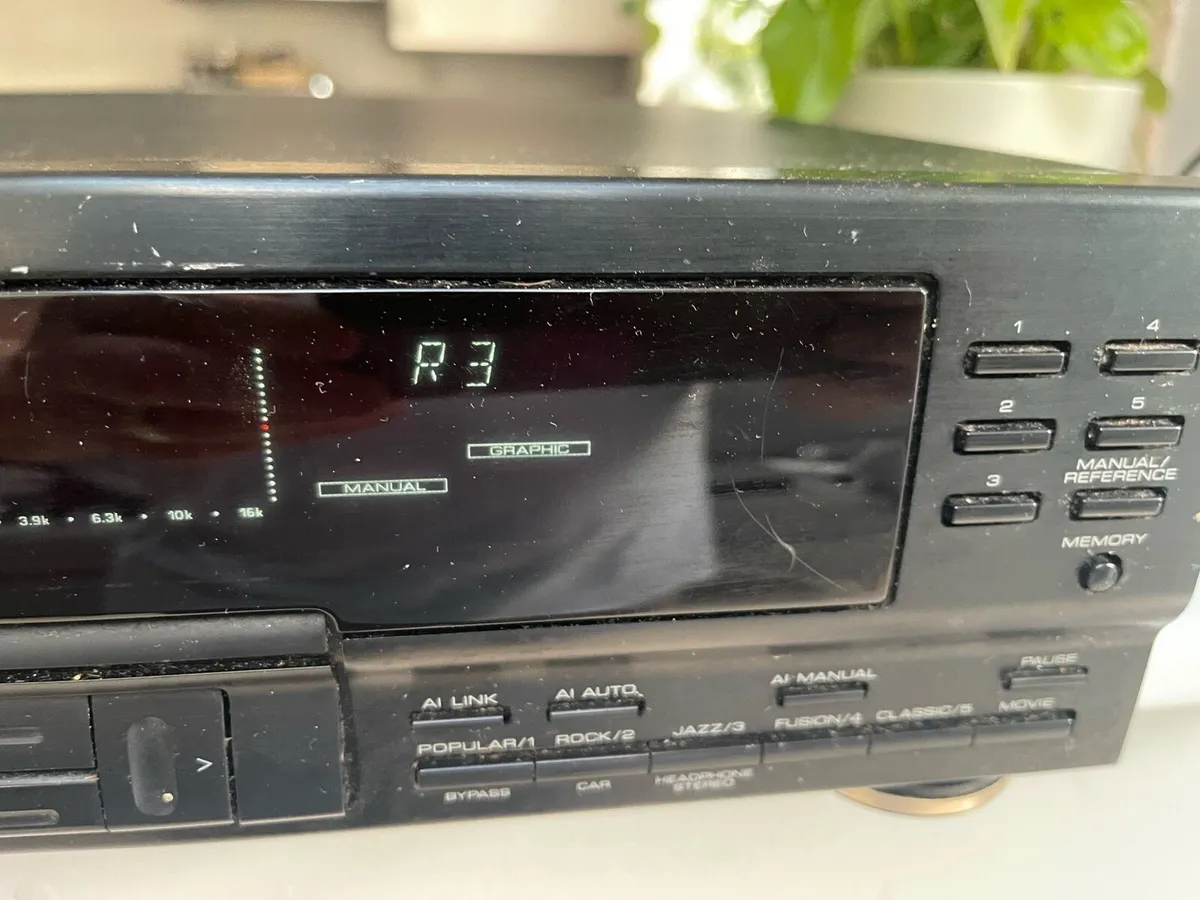 R 3
GRAPHIC
MANUAL
3.9k • 6.3k • 10k • 16k
1
4
2
5
3
MANUAL/
REFERENCE
MEMORY
>
AI LINK
AI AUTO
AI MANUAL
PAUSE
POPULAR/1
ROCK/2
JAZZ/3
FUSION/4
CLASSIC/5
MOVIE
BYPASS
CAR
HEADPHONE
STEREO